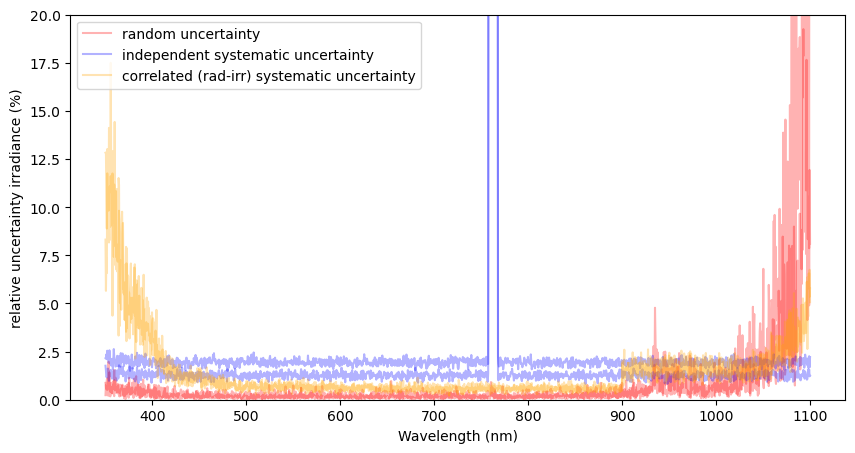 random uncertainty
independent systematic uncertainty
correlated (rad-irr) systematic uncertainty
relative uncertainty irradiance (%)
20.0
17.5
15.0
12.5
10.0
7.5
5.0
2.5
0.0
400 500 600 700 800 900 1000 1100
Wavelength (nm)